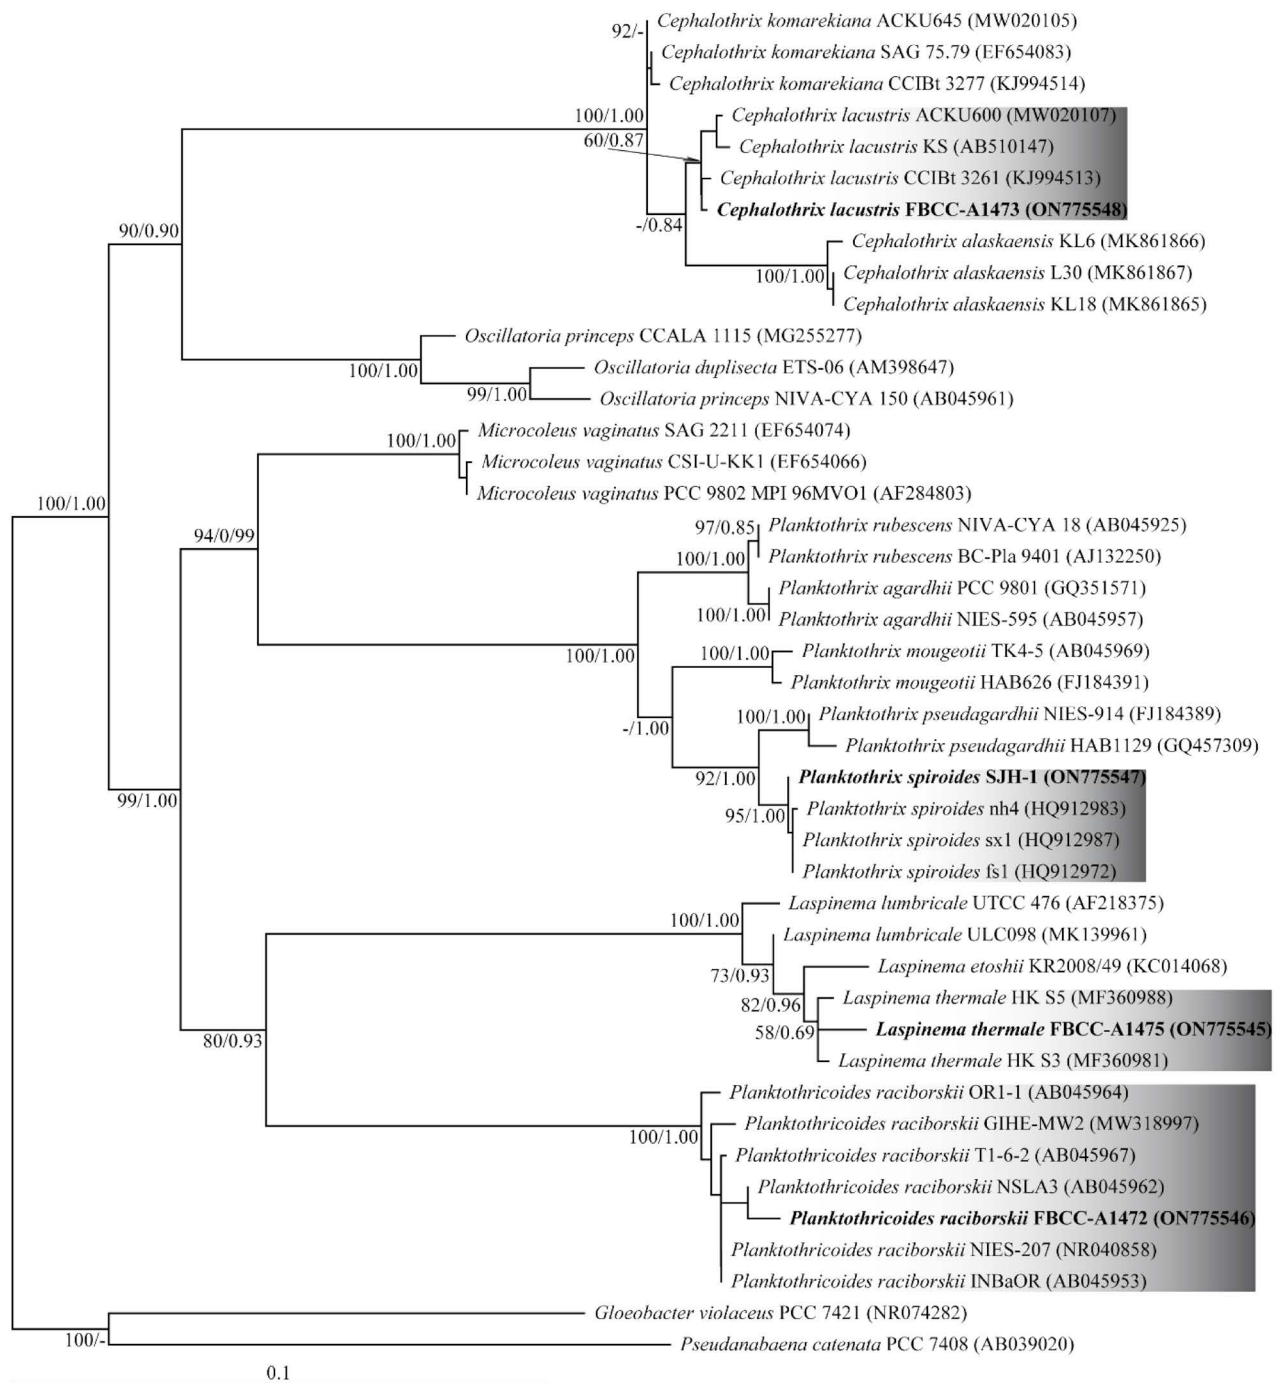 Cephalothrix komarekiana ACKU645 (MW020105)
92/-
Cephalothrix komarekiana SAG 75.79 (EF654083)
Cephalothrix komarekiana CCIBt 3277 (KJ994514)
100/1.00
Cephalothrix lacustris ACKU600 (MW020107)
60/0.87
Cephalothrix lacustris KS (AB510147)
Cephalothrix lacustris CCIBt 3261 (KJ994513)
Cephalothrix lacustris FBCC-A1473 (ON775548)
-/0.84
90/0.90
Cephalothrix alaskaensis KL6 (MK861866)
100/1.00
Cephalothrix alaskaensis L30 (MK861867)
Cephalothrix alaskaensis KL18 (MK861865)
Oscillatoria princeps CCALA 1115 (MG255277)
100/1.00
Oscillatoria duplisecta ETS-06 (AM398647)
99/1.00
Oscillatoria princeps NIVA-CYA 150 (AB045961)
100/1.00
Microcoleus vaginatus SAG 2211 (EF654074)
Microcoleus vaginatus CSI-U-KK1 (EF654066)
Microcoleus vaginatus PCC 9802 MPI 96MVO1 (AF284803)
100/1.00
94/0/99
97/0.85
Planktothrix rubescens NIVA-CYA 18 (AB045925)
100/1.00
Planktothrix rubescens BC-Pla 9401 (AJ132250)
Planktothrix agardhii PCC 9801 (GQ351571)
100/1.00
Planktothrix agardhii NIES-595 (AB045957)
100/1.00
100/1.00
Planktothrix mougeotii TK4-5 (AB045969)
Planktothrix mougeotii HAB626 (FJ184391)
-/1.00
100/1.00
Planktothrix pseudagardhii NIES-914 (FJ184389)
Planktothrix pseudagardhii HAB1129 (GQ457309)
92/1.00
Planktothrix spiroides SJH-1 (ON775547)
99/1.00
95/1.00
Planktothrix spiroides nh4 (HQ912983)
Planktothrix spiroides sx1 (HQ912987)
Planktothrix spiroides fs1 (HQ912972)
100/1.00
Laspinema lumbricale UTCC 476 (AF218375)
Laspinema lumbricale ULC098 (MK139961)
73/0.93
Laspinema etoshii KR2008/49 (KC014068)
82/0.96
Laspinema thermale HK S5 (MF360988)
58/0.69
Laspinema thermale FBCC-A1475 (ON775545)
80/0.93
Laspinema thermale HK S3 (MF360981)
Planktothricoides raciborskii OR1-1 (AB045964)
100/1.00
Planktothricoides raciborskii GIHE-MW2 (MW318997)
Planktothricoides raciborskii T1-6-2 (AB045967)
Planktothricoides raciborskii NSLA3 (AB045962)
Planktothricoides raciborskii FBCC-A1472 (ON775546)
Planktothricoides raciborskii NIES-207 (NR040858)
Planktothricoides raciborskii INBaOR (AB045953)
Gloeobacter violaceus PCC 7421 (NR074282)
100/-
Pseudanabaena catenata PCC 7408 (AB039020)
0.1